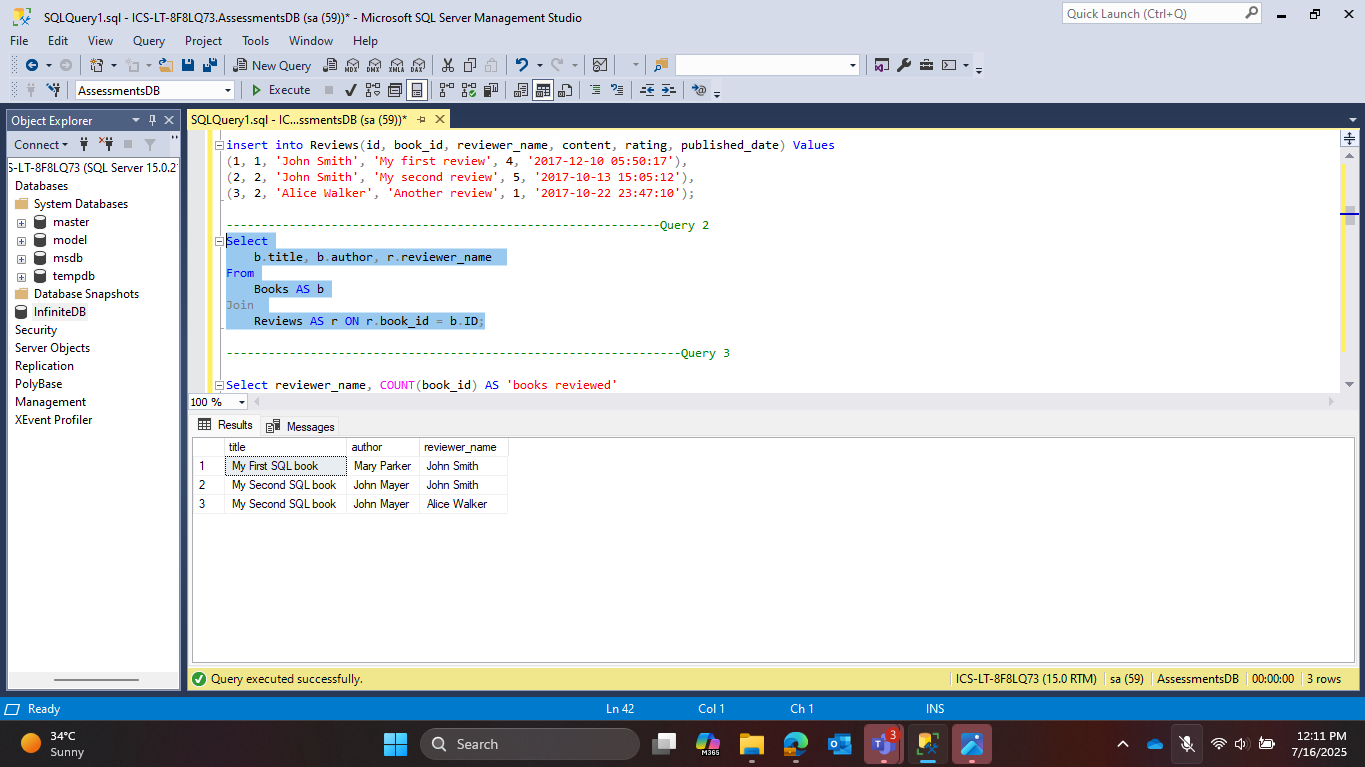 SQLQuery1.sql - ICS-LT-8F8LQ73.AssessmentsDB (sa (59))* - Microsoft SQL Server Management Studio
Quick Launch (Ctrl+Q)
File Edit View Query Project Tools Window Help
New Query MDX DMX XMLA DAX
AssessmentsDB Execute
Object Explorer
SQLQuery1.sql - IC...ssmentsDB (sa (59))*
Connect
S-LT-8F8LQ73 (SQL Server 15.0.2
Databases
System Databases
master
model
msdb
tempdb
Database Snapshots
InfiniteDB
Security
Server Objects
Replication
PolyBase
Management
XEvent Profiler
insert into Reviews(id, book_id, reviewer_name, content, rating, published_date) Values
(1, 1, 'John Smith', 'My first review', 4, '2017-12-10 05:50:17'),
(2, 2, 'John Smith', 'My second review', 5, '2017-10-13 15:05:12'),
(3, 2, 'Alice Walker', 'Another review', 1, '2017-10-22 23:47:10');
--------------------------------------------------------------Query 2
Select
b.title, b.author, r.reviewer_name
From
Books AS b
Join
Reviews AS r ON r.book_id = b.ID;
-----------------------------------------------------------------Query 3
Select reviewer_name, COUNT(book_id) AS 'books reviewed'
100 %
Results Messages
title author reviewer_name
1 My First SQL book Mary Parker John Smith
2 My Second SQL book John Mayer John Smith
3 My Second SQL book John Mayer Alice Walker
Query executed successfully. ICS-LT-8F8LQ73 (15.0 RTM) sa (59) AssessmentsDB 00:00:00 3 rows
Ready Ln 42 Col 1 Ch 1 INS
34°C
Sunny
Search
M365
3
12:11 PM
7/16/2025